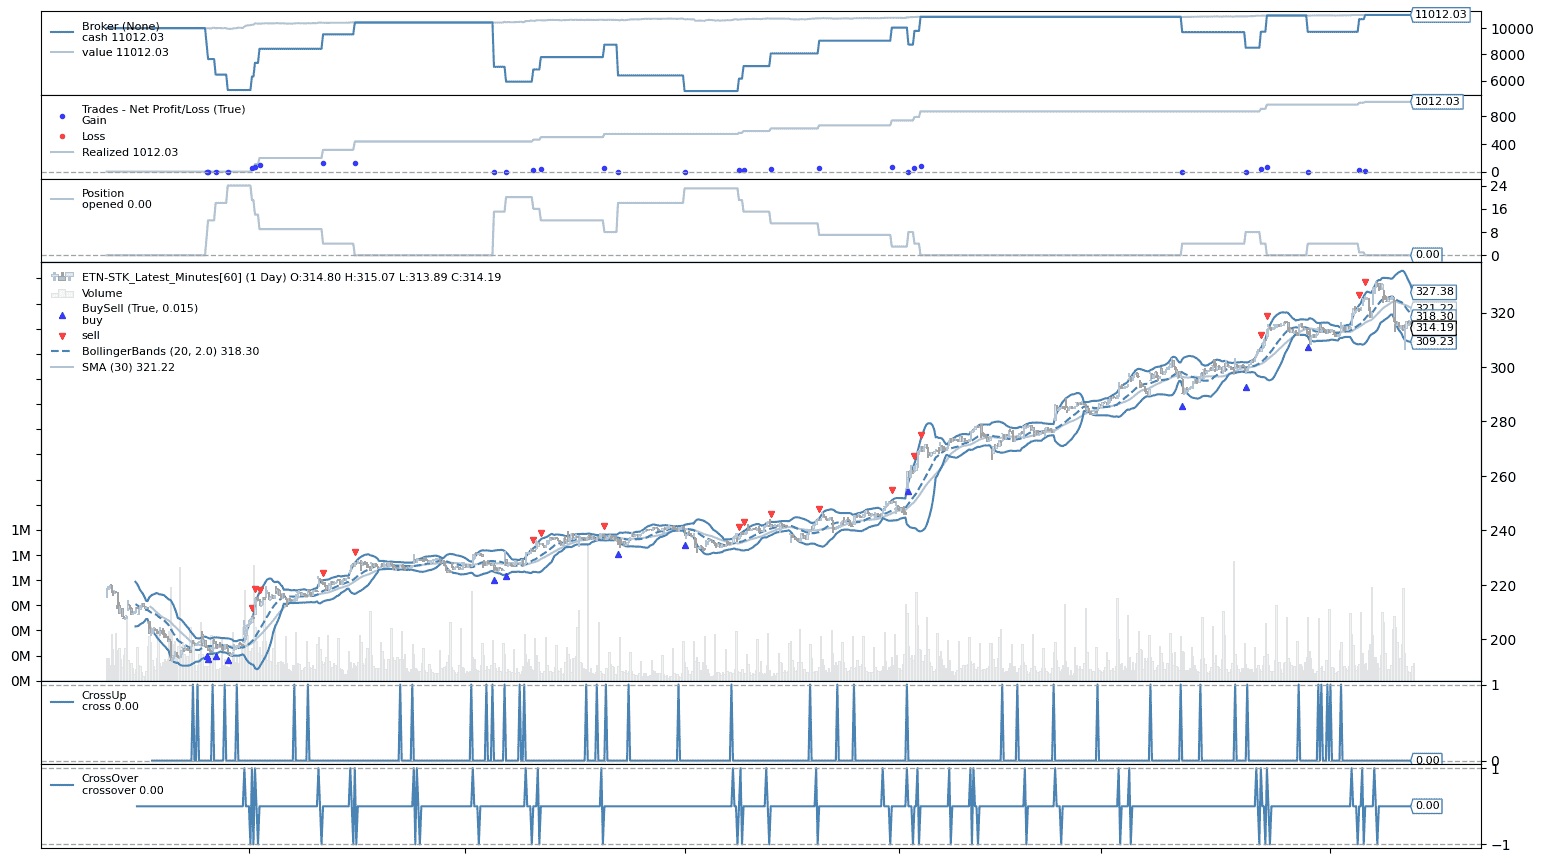 Broker (None)
cash 11012.03
value 11012.03
11012.03
10000
8000
6000
Trades - Net Profit/Loss (True)
Gain
Loss
Realized 1012.03
1012.03
800
400
0
Position
opened 0.00
24
16
8
0.00
0
ETN-STK_Latest_Minutes[60] (1 Day) O:314.80 H:315.07 L:313.89 C:314.19
Volume
BuySell (True, 0.015)
buy
sell
BollingerBands (20, 2.0) 318.30
SMA (30) 321.22
327.38
321.22
318.30
314.19
309.23
320
300
280
260
240
220
200
1M
1M
1M
0M
0M
0M
0M
CrossUp
cross 0.00
1
0.00
0
CrossOver
crossover 0.00
1
0.00
−1